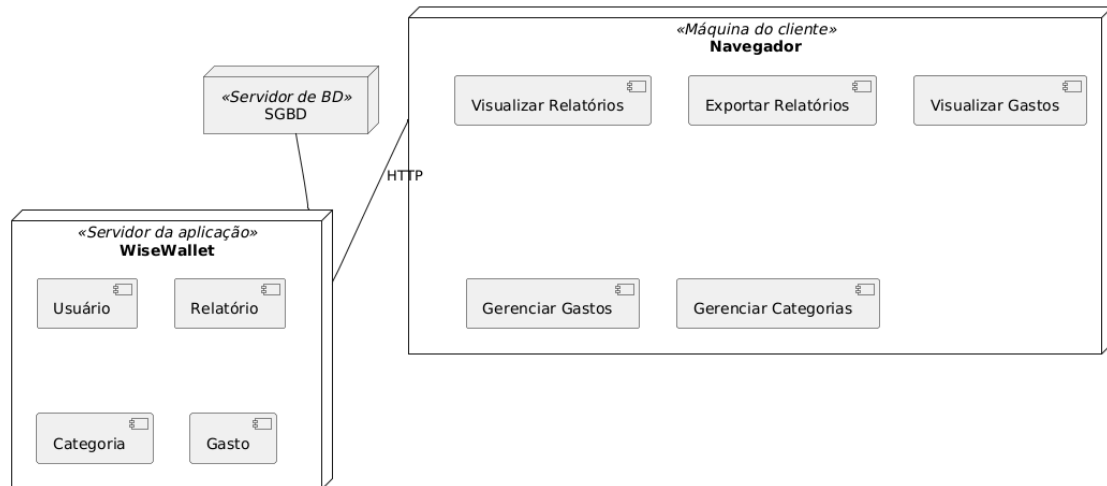 «Máquina do cliente»
Navegador
Visualizar Relatórios
Exportar Relatórios
Visualizar Gastos
«Servidor de BD»
SGBD
HTTP
«Servidor da aplicação»
WiseWallet
Usuário
Relatório
Gerenciar Gastos
Gerenciar Categorias
Categoria
Gasto